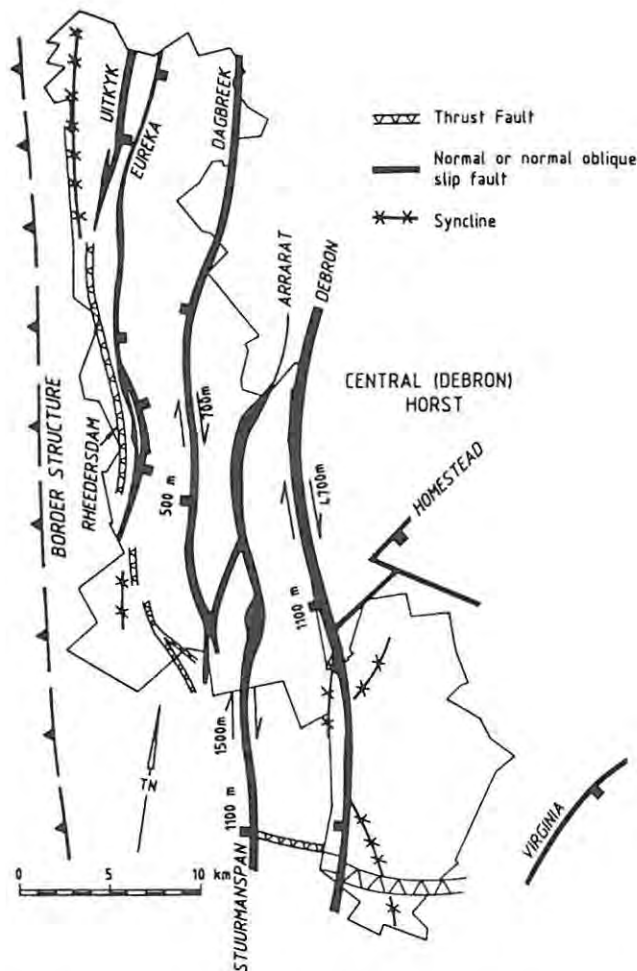 UITKYK
EUREKA
DAGBREEK
Thrust Fault
Normal or normal oblique
slip fault
Syncline
ARRARAT
DEBRON
CENTRAL (DEBRON)
HORST
BORDER STRUCTURE
RHEEDERSDAM
700m
500 m
4700m
HOMESTEAD
1100 m
1500m
TN
1100 m
VIRGINIA
0 5 10 km
STUURMANSPAN